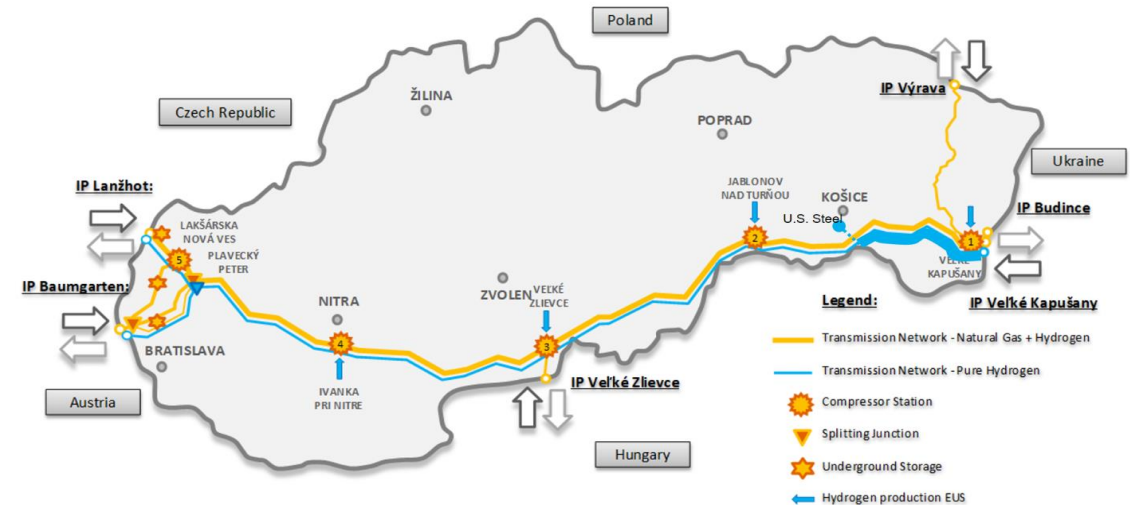 Poland
Czech Republic
ŽILINA
POPRAD
IP Výrava
Ukraine
IP Lanžhot:
LAKŠÁRSKA
NOVÁ VES
PLAVECKÝ
PETER
5
JABLONOV
NAD TURŇOU
2
KOŠICE
U.S. Steel
IP Budince
1
VEĽKÉ
KAPUŠANY
IP Baumgarten:
NITRA
ZVOLEN
VEĽKÉ
ZLIEVCE
IP Veľké Kapušany
BRATISLAVA
4
3
IVANKA
PRI NITRE
IP Veľké Zlievce
Austria
Hungary
Legend:
Transmission Network - Natural Gas + Hydrogen
Transmission Network - Pure Hydrogen
Compressor Station
Splitting Junction
Underground Storage
Hydrogen production EUS